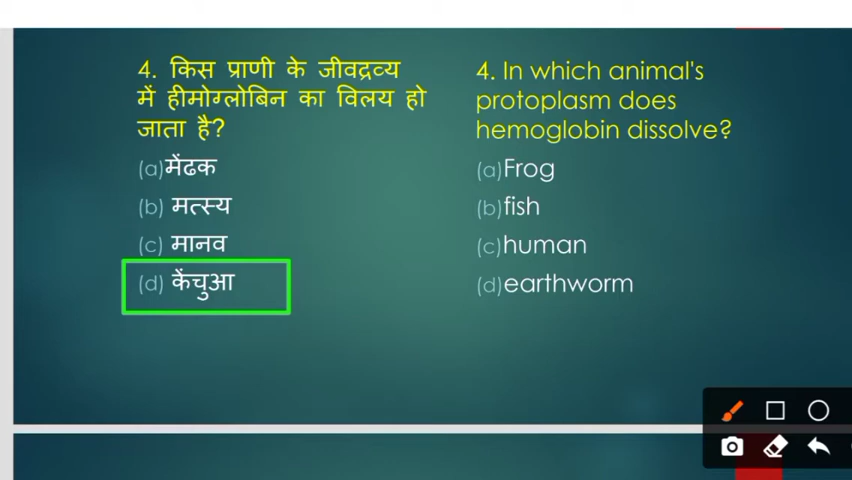 4. किस प्राणी के जीवद्रव्य
में हीमोग्लोबिन का विलय हो
जाता है?
(a)मेंढक
(b) मत्स्य
(c) मानव
(d) केंचुआ
4. In which animal's
protoplasm does
hemoglobin dissolve?
(a)Frog
(b)fish
(c)human
(d)earthworm